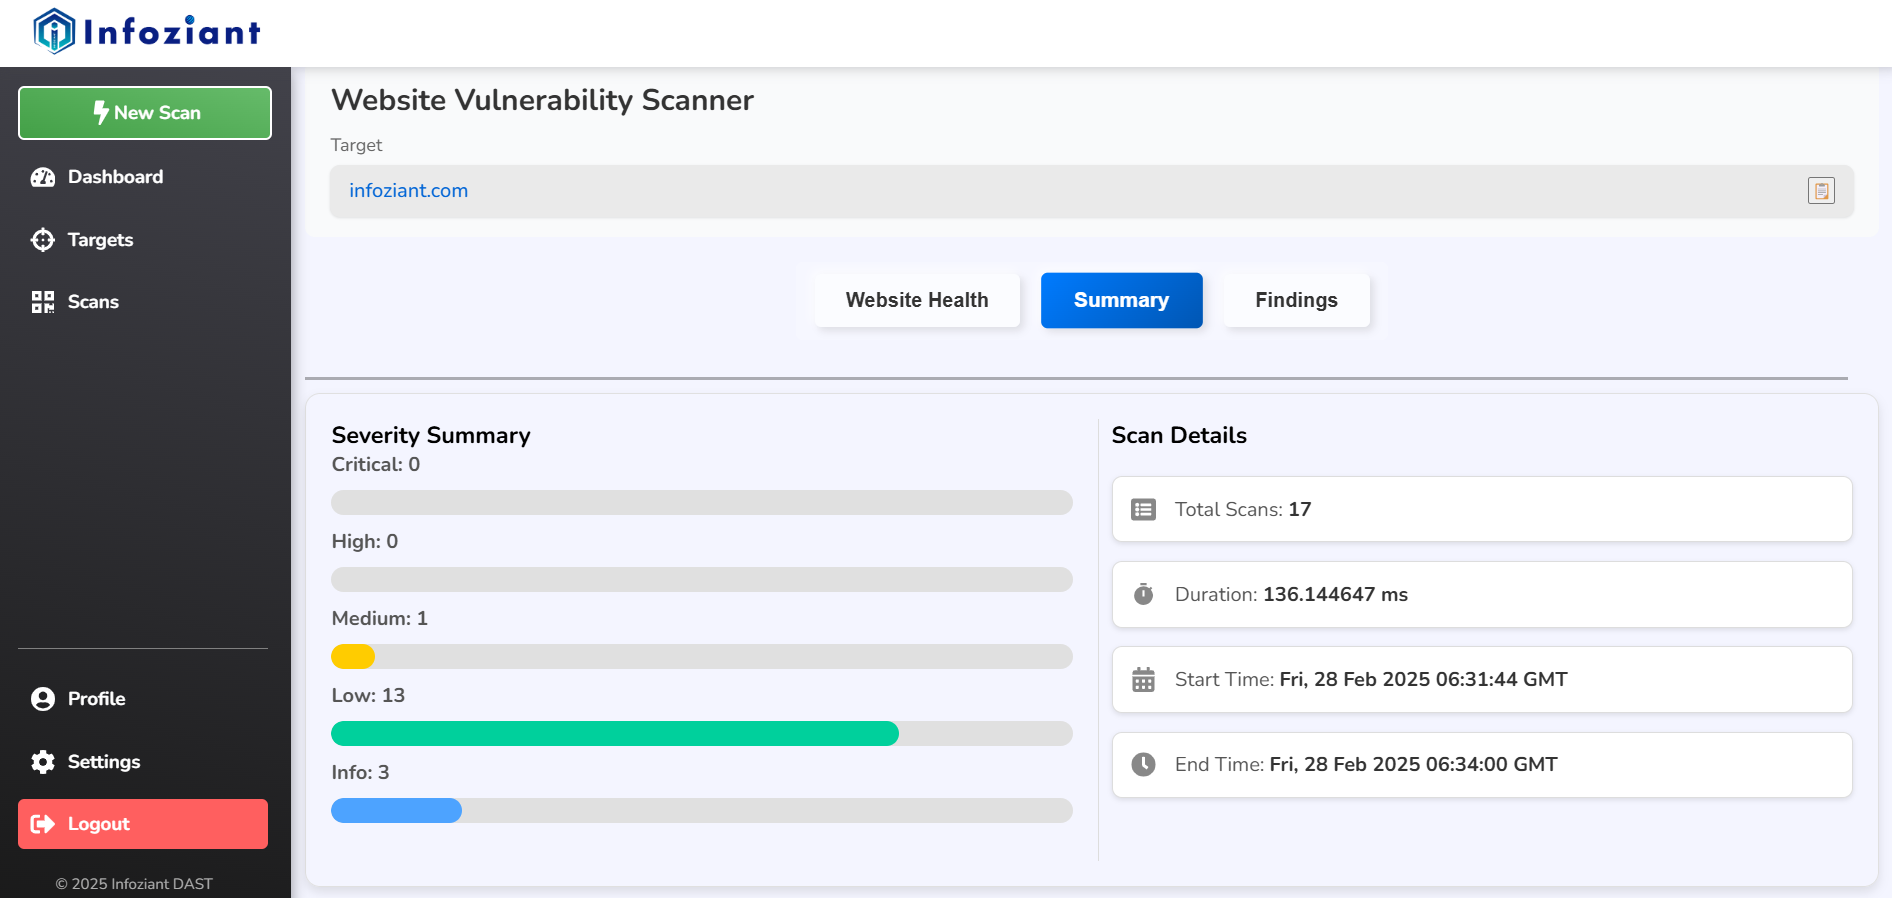 Infoziant
New Scan
Dashboard
Targets
Scans
Profile
Settings
Logout
© 2025 Infoziant DAST
Website Vulnerability Scanner
Target
infoziant.com
Website Health
Summary
Findings
Severity Summary
Critical: 0
High: 0
Medium: 1
Low: 13
Info: 3
Scan Details
Total Scans: 17
Duration: 136.144647 ms
Start Time: Fri, 28 Feb 2025 06:31:44 GMT
End Time: Fri, 28 Feb 2025 06:34:00 GMT